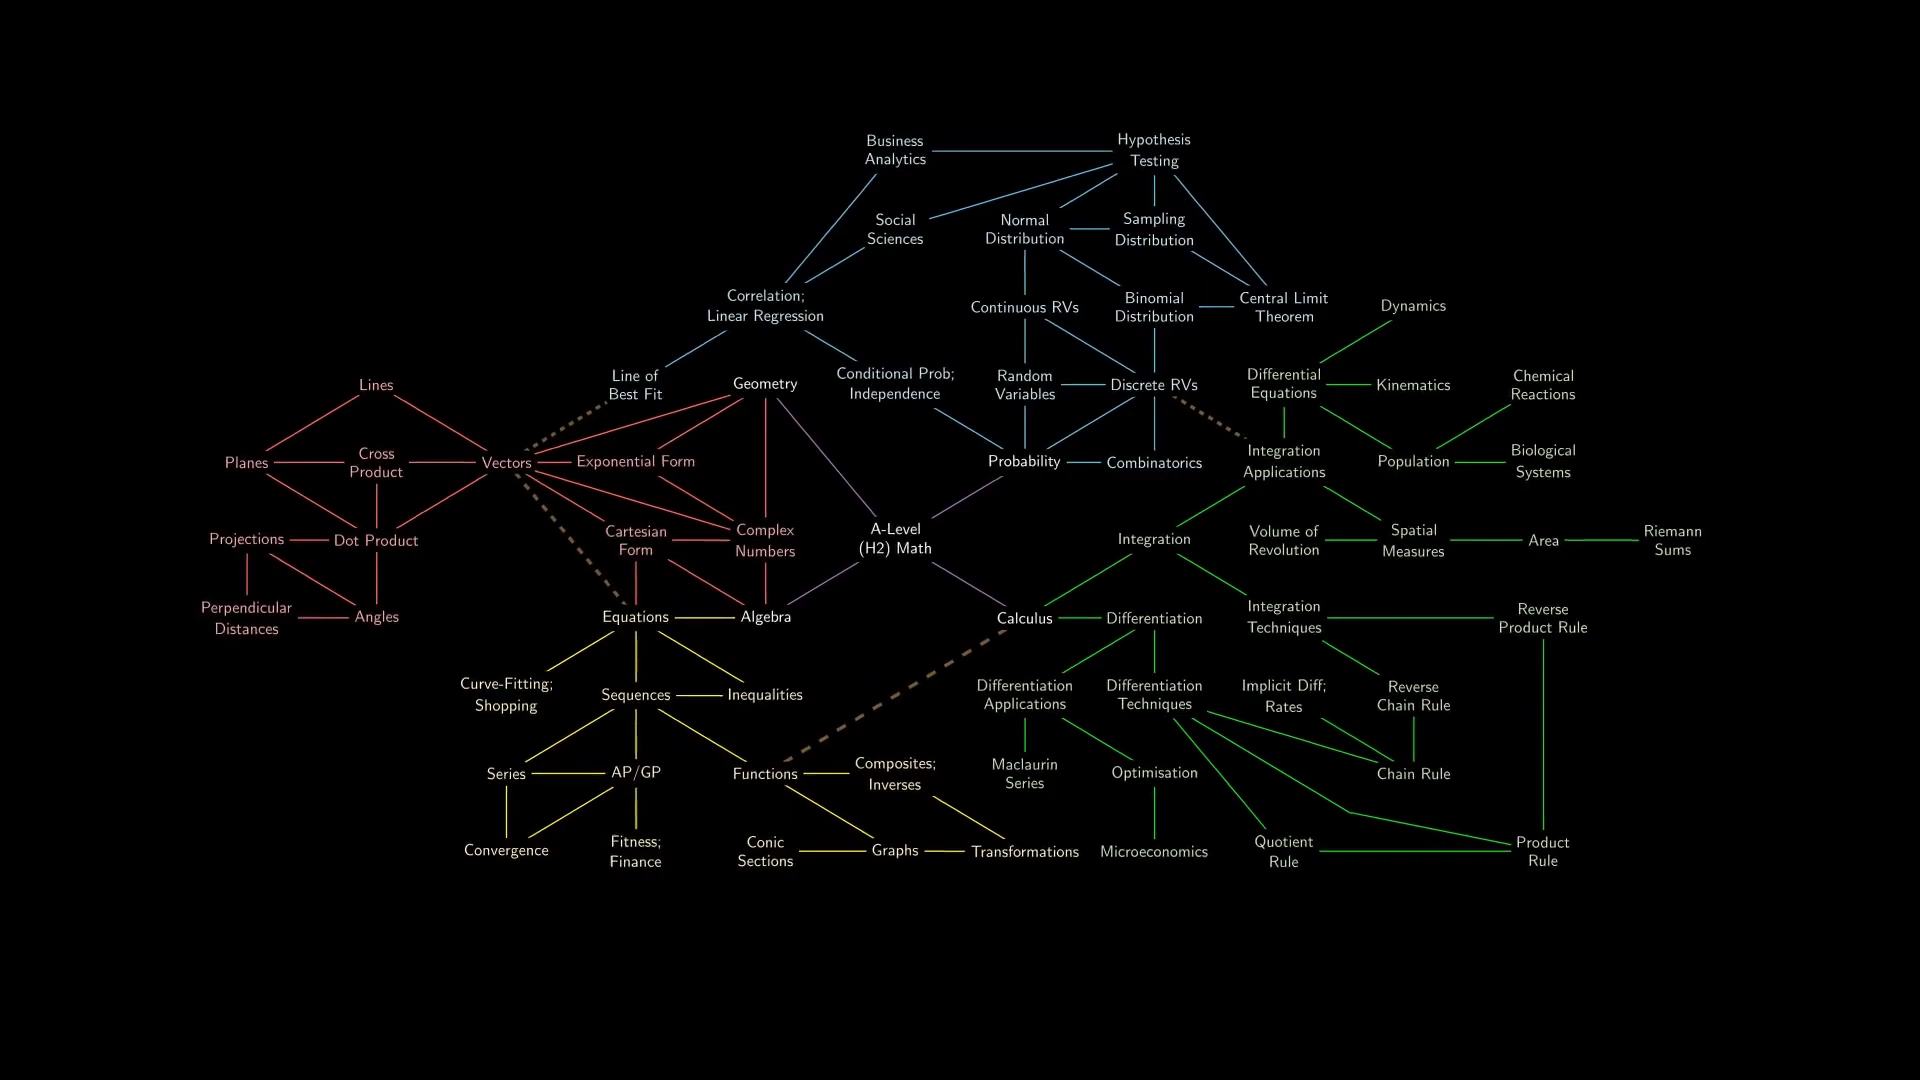 Business
Analytics
Hypothesis
Testing
Social
Sciences
Normal
Distribution
Sampling
Distribution
Correlation;
Linear Regression
Continuous RVs
Binomial
Distribution
Central Limit
Theorem
Dynamics
Lines
Line of
Best Fit
Geometry
Conditional Prob;
Independence
Random
Variables
Discrete RVs
Differential
Equations
Kinematics
Chemical
Reactions
Planes
Cross
Product
Vectors
Exponential Form
Probability
Combinatorics
Integration
Applications
Population
Biological
Systems
Projections
Dot Product
Cartesian
Form
Complex
Numbers
A-Level
(H2) Math
Integration
Volume of
Revolution
Spatial
Measures
Area
Riemann
Sums
Perpendicular
Distances
Angles
Equations
Algebra
Calculus
Differentiation
Integration
Techniques
Reverse
Product Rule
Curve-Fitting;
Shopping
Sequences
Inequalities
Differentiation
Applications
Differentiation
Techniques
Implicit Diff;
Rates
Reverse
Chain Rule
Series
AP/GP
Functions
Composites;
Inverses
Maclaurin
Series
Optimisation
Chain Rule
Convergence
Fitness;
Finance
Conic
Sections
Graphs
Transformations
Microeconomics
Quotient
Rule
Product
Rule